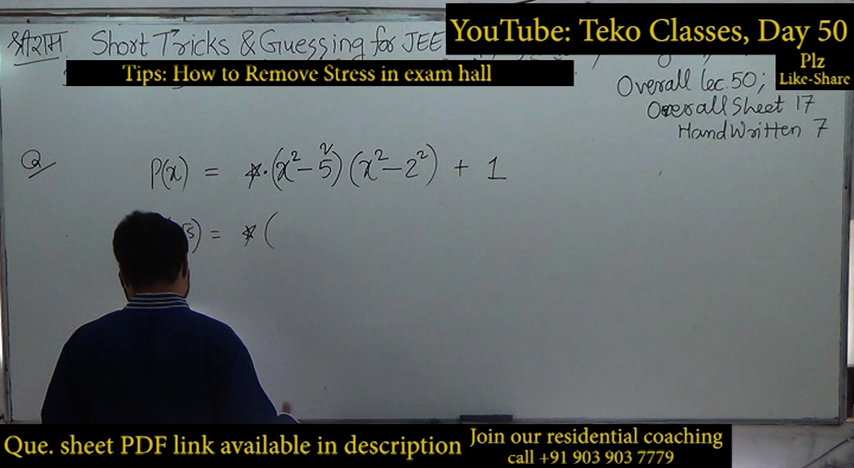 YouTube: Teko Classes, Day 50
श्रीराम Short Tricks & Guessing for JEE
Plz
Like-Share
Tips: How to Remove Stress in exam hall
Overall lec. 50;
Overall Sheet 17
HandWritten 7
Q P(x) = *·(x² - 5²)(x² - 2²) + 1
5) = *(
Que. sheet PDF link available in description
Join our residential coaching
call +91 903 903 7779